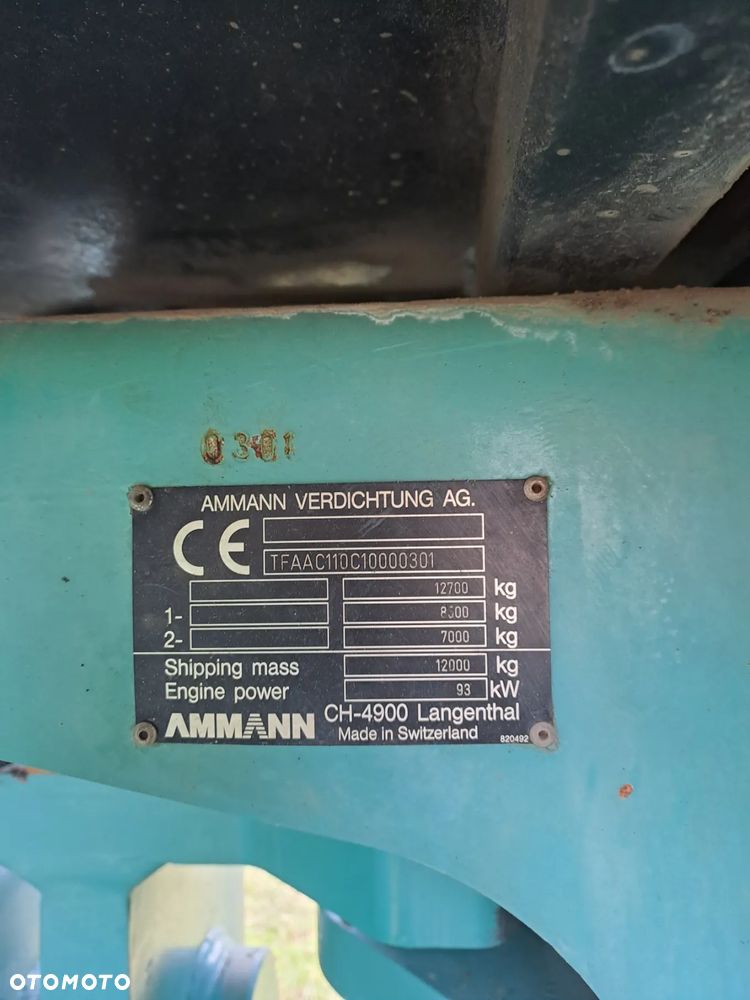 0301
AMMANN VERDICHTUNG AG.
CE
TFAAC110C10000301
12700 kg
1- kg
2- 7000 kg
Shipping mass 12000 kg
Engine power 93 kW
AMMANN CH-4900 Langenthal
Made in Switzerland 820492
OTOMOTO